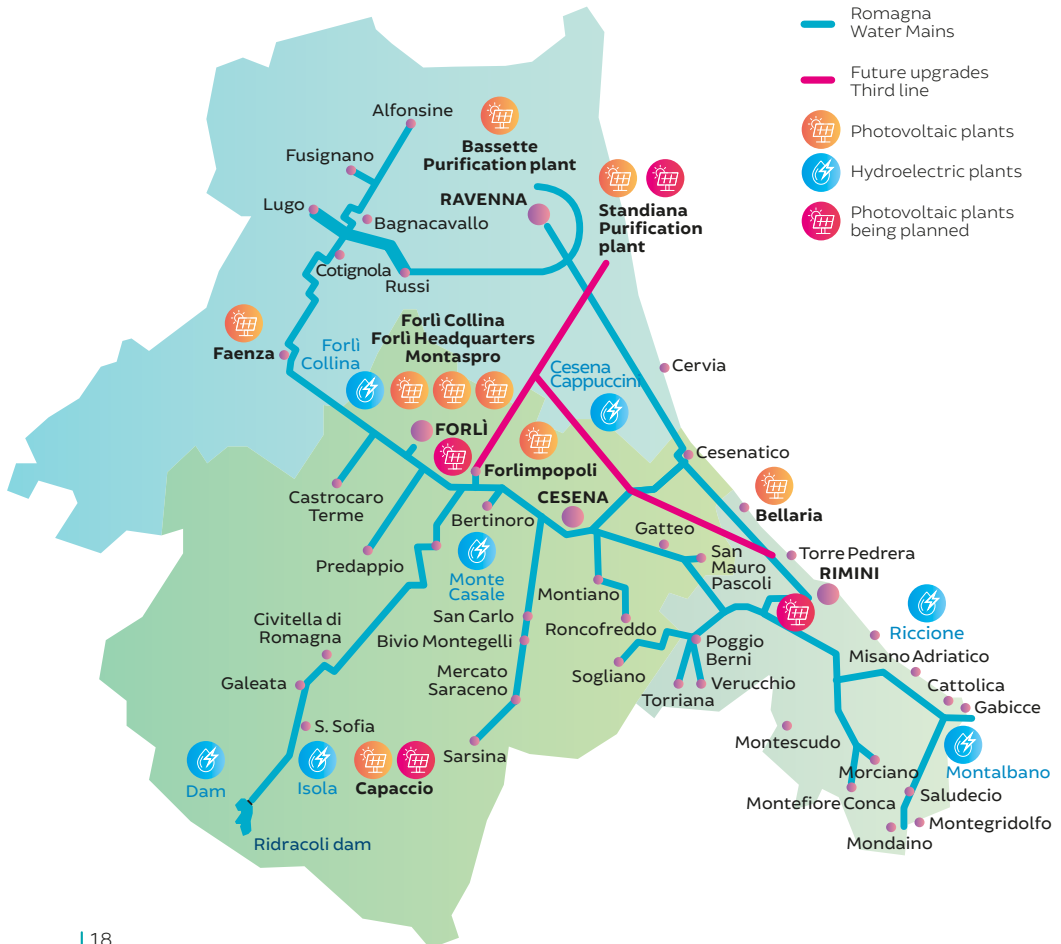 Romagna
Water Mains
Future upgrades
Third line
Photovoltaic plants
Hydroelectric plants
Photovoltaic plants
being planned
Alfonsine
Bassette
Purification plant
Fusignano
RAVENNA
Standiana
Purification
plant
Lugo
Bagnacavallo
Cotignola
Russi
Faenza
Forlì
Collina
Forlì Collina
Forlì Headquarters
Montaspro
Cesena
Cappuccini
Cervia
FORLÌ
Forlimpopoli
Cesenatico
Castrocaro
Terme
Bertinoro
CESENA
Bellaria
Predappio
Monte
Casale
Gatteo
San
Mauro
Pascoli
Torre Pedrera
RIMINI
Montiano
Civitella di
Romagna
San Carlo
Roncofreddo
Riccione
Bivio Montegelli
Poggio
Berni
Misano Adriatico
Galeata
Mercato
Saraceno
Sogliano
Torriana
Verucchio
Cattolica
Gabicce
S. Sofia
Sarsina
Montescudo
Dam
Isola
Capaccio
Morciano
Montalbano
Montefiore Conca
Saludecio
Ridracoli dam
Montegridolfo
Mondaino
18